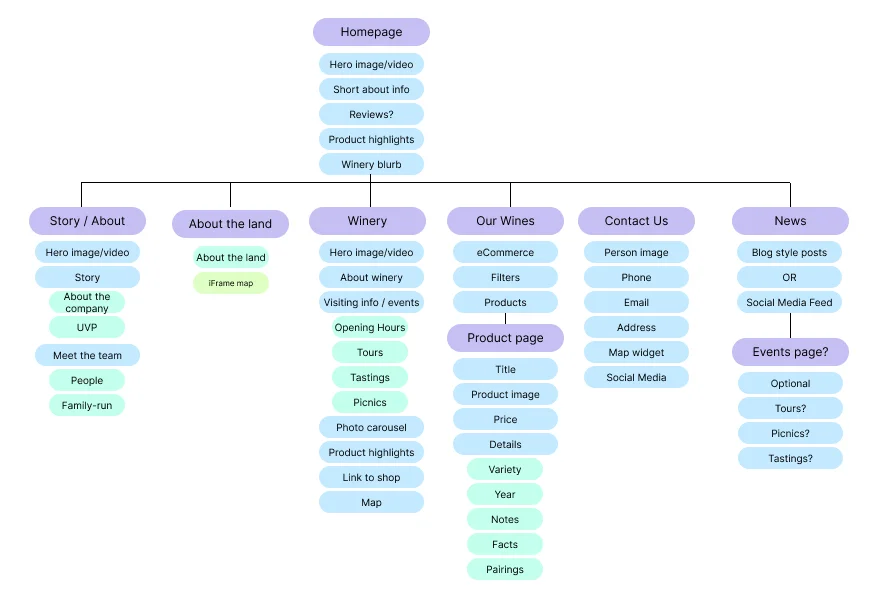 Homepage
Hero image/video
Short about info
Reviews?
Product highlights
Winery blurb
Story / About
Hero image/video
Story
About the
company
UVP
Meet the team
People
Family-run
About the land
About the land
iFrame map
Winery
Hero image/video
About winery
Visiting info / events
Opening Hours
Tours
Tastings
Picnics
Photo carousel
Product highlights
Link to shop
Map
Our Wines
eCommerce
Filters
Products
Product page
Title
Product image
Price
Details
Variety
Year
Notes
Facts
Pairings
Contact Us
Person image
Phone
Email
Address
Map widget
Social Media
News
Blog style posts
OR
Social Media Feed
Events page?
Optional
Tours?
Picnics?
Tastings?